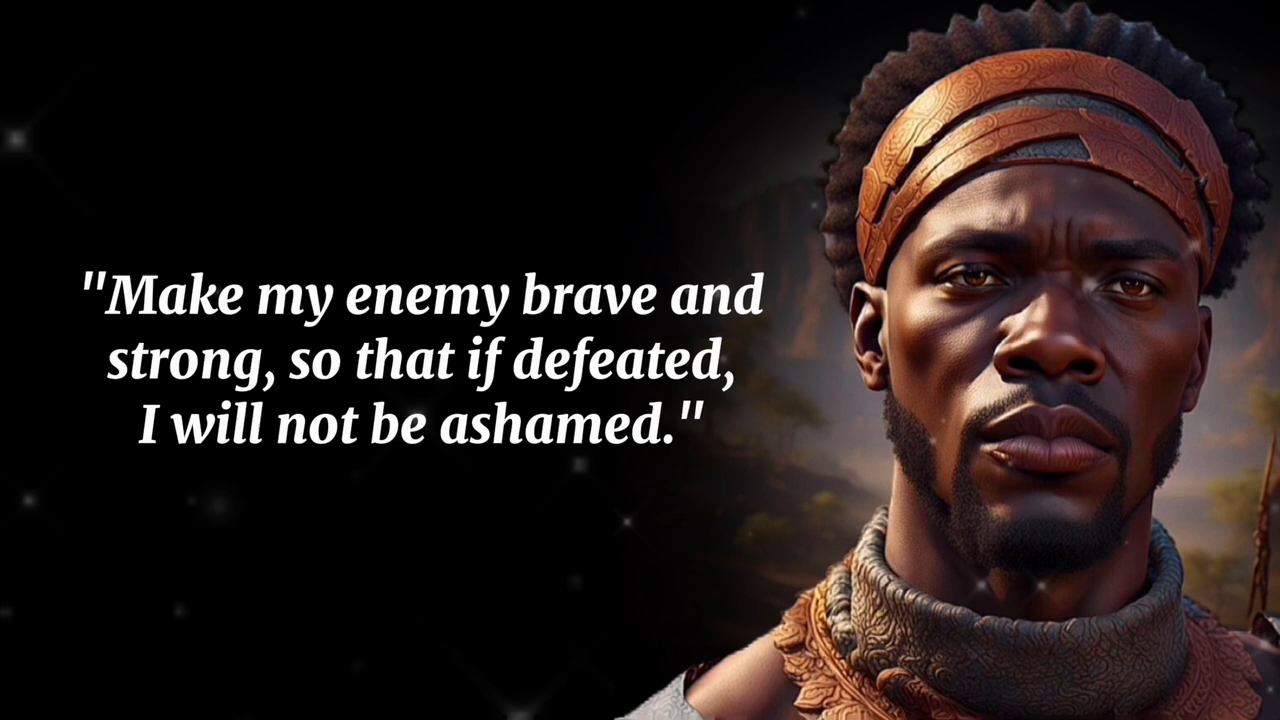 "Make my enemy brave and
strong, so that if defeated,
I will not be ashamed."